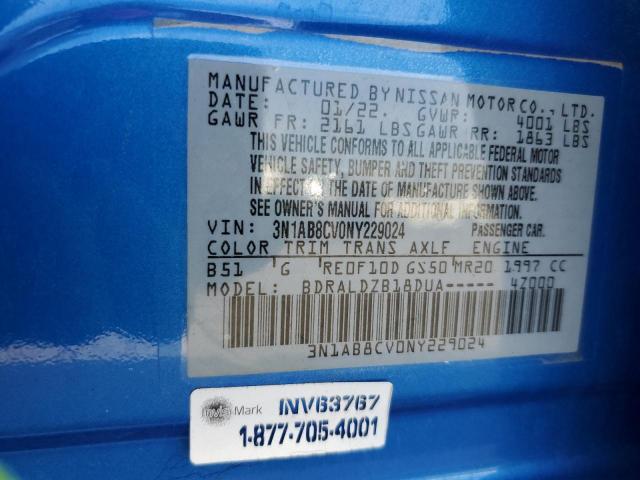 MANUFACTURED BY NISSAN MOTOR CO., LTD.
DATE: 01/22. GVWR: 4001 LBS
GAWR FR: 2161 LBS GAWR RR: 1863 LBS
THIS VEHICLE CONFORMS TO ALL APPLICABLE FEDERAL MOTOR
VEHICLE SAFETY, BUMPER AND THEFT PREVENTION STANDARDS
IN EFFECT ON THE DATE OF MANUFACTURE SHOWN ABOVE.
SEE OWNER'S MANUAL FOR ADDITIONAL INFORMATION
VIN: 3N1AB8CV0NY229024 PASSENGER CAR.
COLOR TRIM TRANS AXLE ENGINE
B51 G RE0F10D GS50 MR20 1997 CC
BDRALDZB18DUA----- 4Z000
3N1AB8CV0NY229024
InvisiMark INV63767
1-877-705-4001